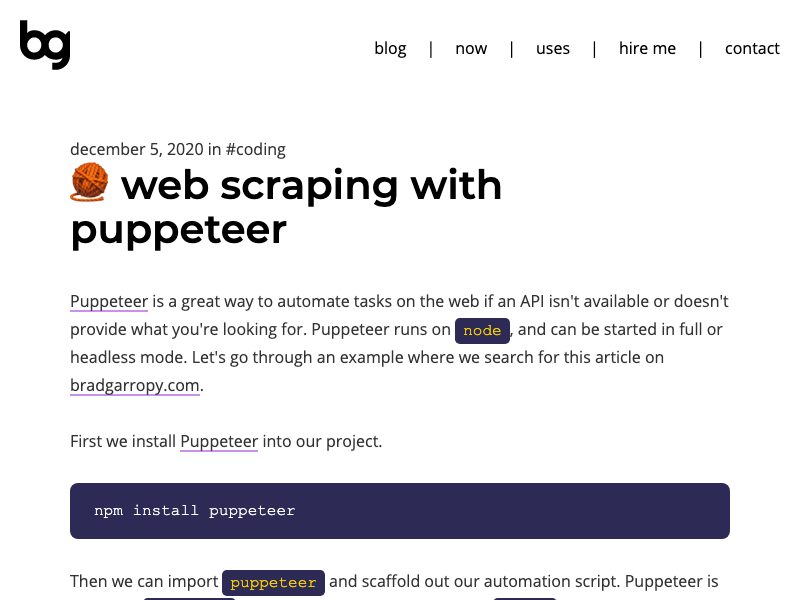 bg
blog | now | uses | hire me | contact
december 5, 2020 in #coding
web scraping with
puppeteer
Puppeteer is a great way to automate tasks on the web if an API isn't available or doesn't
provide what you're looking for. Puppeteer runs on node, and can be started in full or
headless mode. Let's go through an example where we search for this article on
bradgarropy.com.
First we install Puppeteer into our project.
npm install puppeteer
Then we can import puppeteer and scaffold out our automation script. Puppeteer is